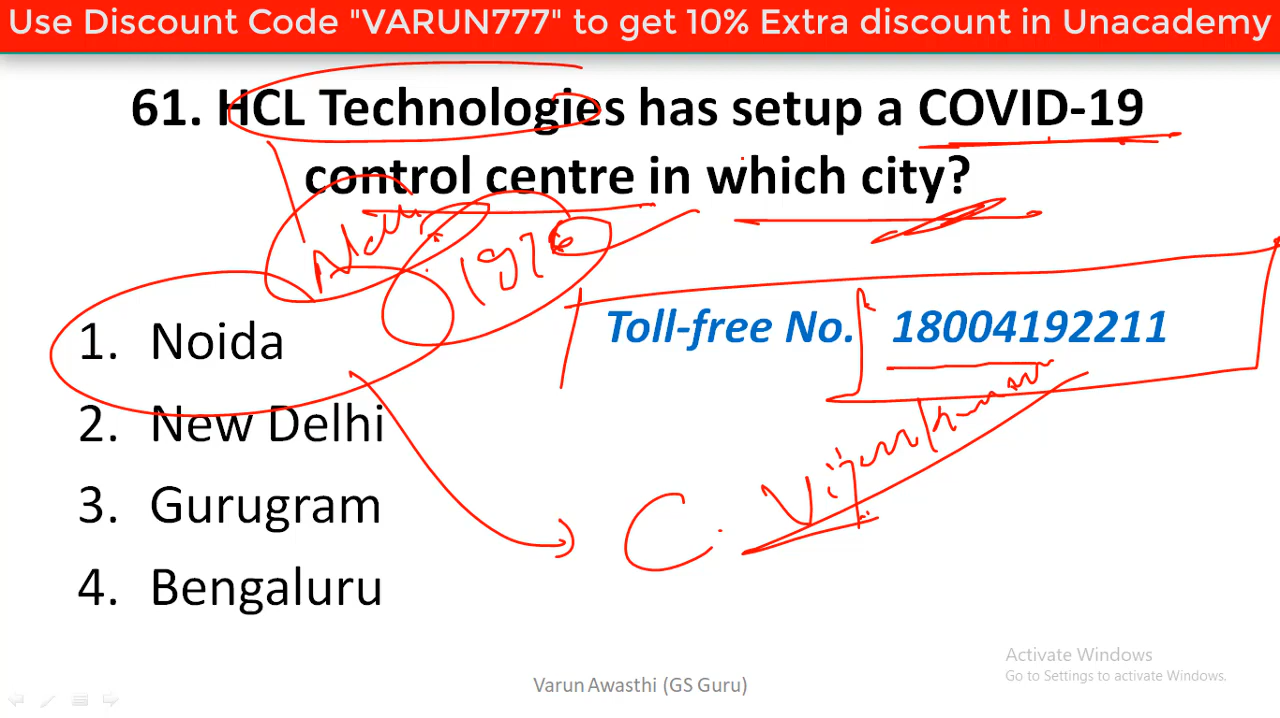 Use Discount Code "VARUN777" to get 10% Extra discount in Unacademy
61. HCL Technologies has setup a COVID-19
control centre in which city?
1976
1. Noida
Toll-free No. 18004192211
2. New Delhi
C. Vijayakumar
3. Gurugram
4. Bengaluru
Activate Windows
Go to Settings to activate Windows.
Varun Awasthi (GS Guru)